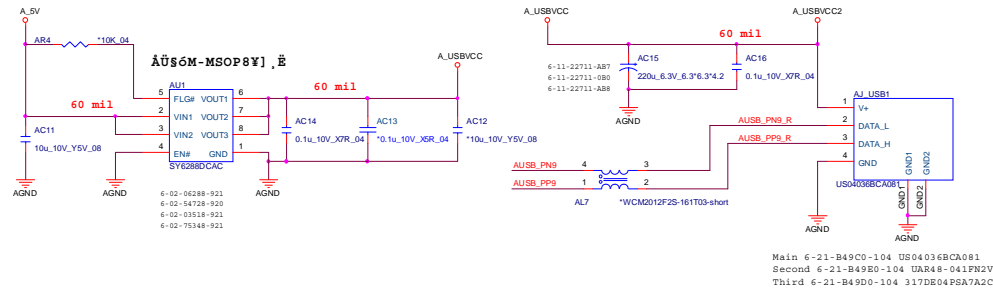 A_5V
AR4
*10K_04
ÅÜ§óM-MSOP8¥]¸Ë
60 mil
AU1
5
FLG#
VOUT1
6
2
VIN1
VOUT2
7
3
VIN2
VOUT3
8
4
EN#
GND
1
SY6288DCAC
6-02-06288-921
6-02-54728-920
6-02-03518-921
6-02-75348-921
AC11
10u_10V_Y5V_08
AGND
AGND
A_USBVCC
60 mil
AC14
0.1u_10V_X7R_04
AC13
*0.1u_10V_X5R_04
AC12
*10u_10V_Y5V_08
AGND
A_USBVCC
A_USBVCC2
60 mil
6-11-22711-AB7
6-11-22711-0B0
6-11-22711-AB8
AC15
220u_6.3V_6.3*6.3*4.2
AC16
0.1u_10V_X7R_04
AGND
AJ_USB1
1
V+
AUSB_PN9_R
2
DATA_L
AUSB_PP9_R
3
DATA_H
4
GND
GND1
GND2
US04036BCA081
GND1
GND2
AUSB_PN9
4
3
AUSB_PP9
1
2
AL7
*WCM2012F2S-161T03-short
AGND
AGND
Main 6-21-B49C0-104 US04036BCA081
Second 6-21-B49E0-104 UAR48-041FN2V
Third 6-21-B49D0-104 317DE04PSA7A2C